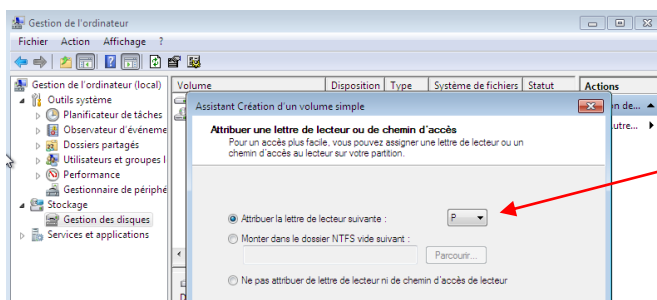 Gestion de l'ordinateur
Fichier Action Affichage ?
Gestion de l'ordinateur (local)
Outils système
Planificateur de tâches
Observateur d'événeme
Dossiers partagés
Utilisateurs et groupes l
Performance
Gestionnaire de périphé
Stockage
Gestion des disques
Services et applications
Volume Disposition Type Système de fichiers Statut
Actions
on de...
utre...
Assistant Création d'un volume simple
Attribuer une lettre de lecteur ou de chemin d'accès
Pour un accès plus facile, vous pouvez assigner une lettre de lecteur ou un
chemin d'accès au lecteur sur votre partition.
Attribuer la lettre de lecteur suivante : P
Monter dans le dossier NTFS vide suivant :
Parcourir...
Ne pas attribuer de lettre de lecteur ni de chemin d'accès de lecteur